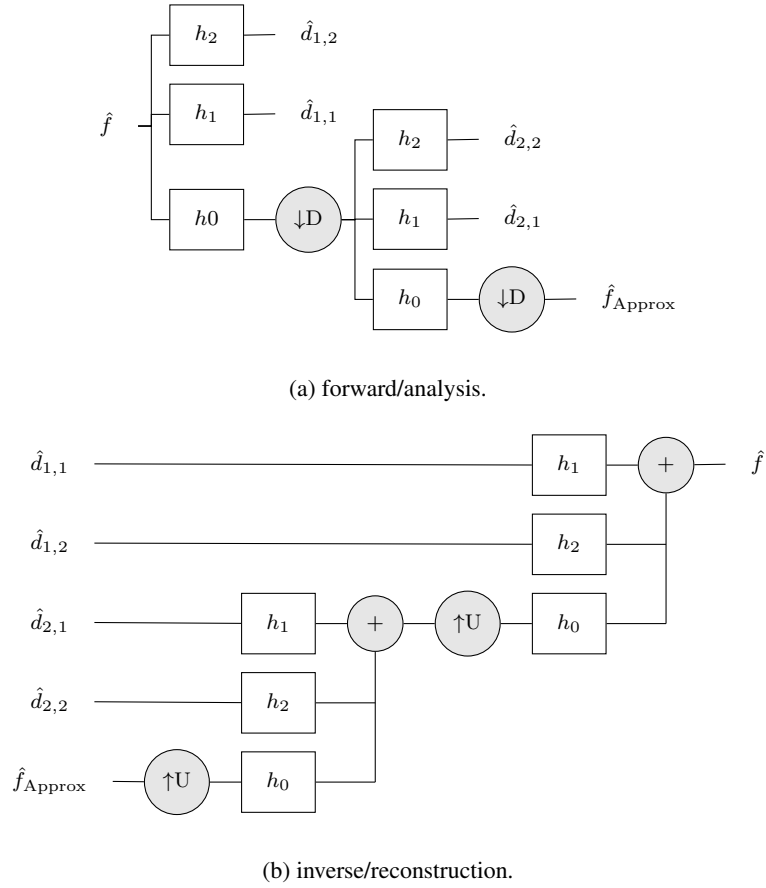 h₂ d̂₁,₂
f̂ h₁ d̂₁,₁
h₂ d̂₂,₂
h0 ↓D h₁ d̂₂,₁
h₀ ↓D f̂Approx
(a) forward/analysis.
d̂₁,₁ h₁ + f̂
d̂₁,₂ h₂
d̂₂,₁ h₁ + ↑U h₀
d̂₂,₂ h₂
f̂Approx ↑U h₀
(b) inverse/reconstruction.